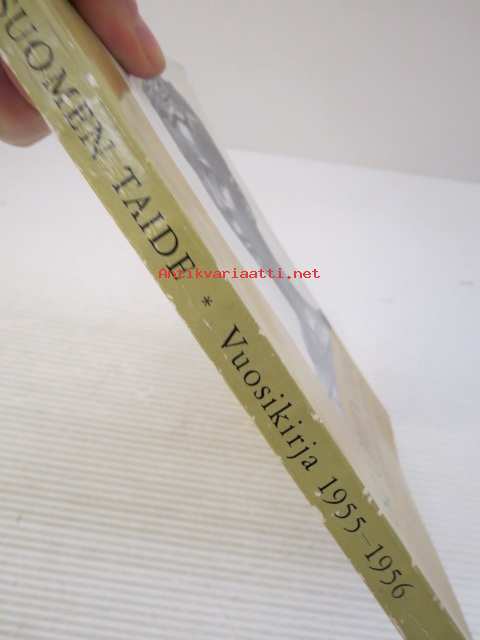 SUOMEN TAIDE * Vuosikirja 1955-1956
Antikvariaatti.net